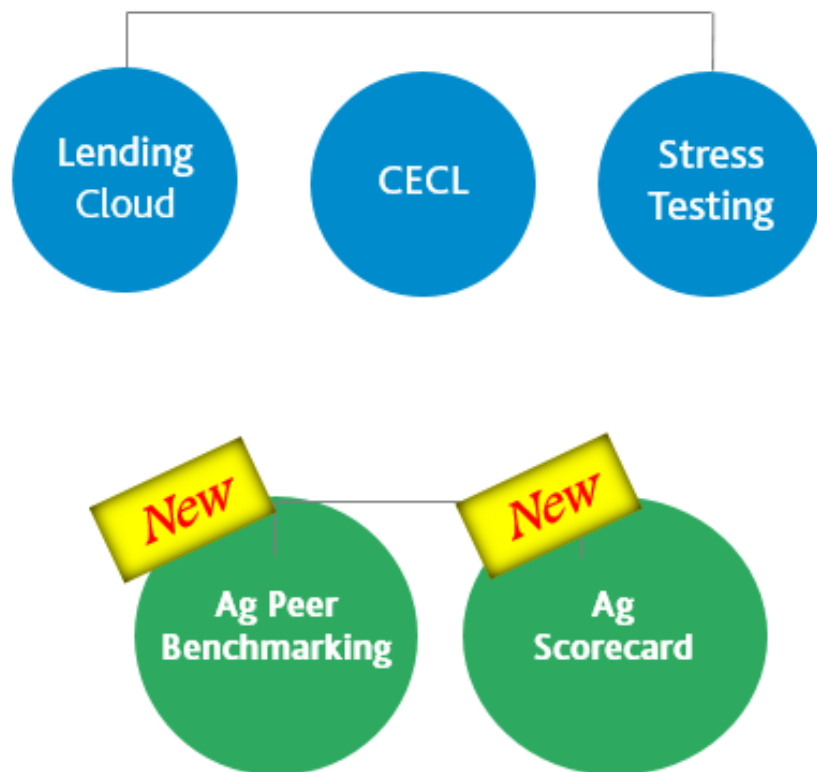 Lending
Cloud
CECL
Stress
Testing
New
New
Ag Peer
Benchmarking
Ag
Scorecard